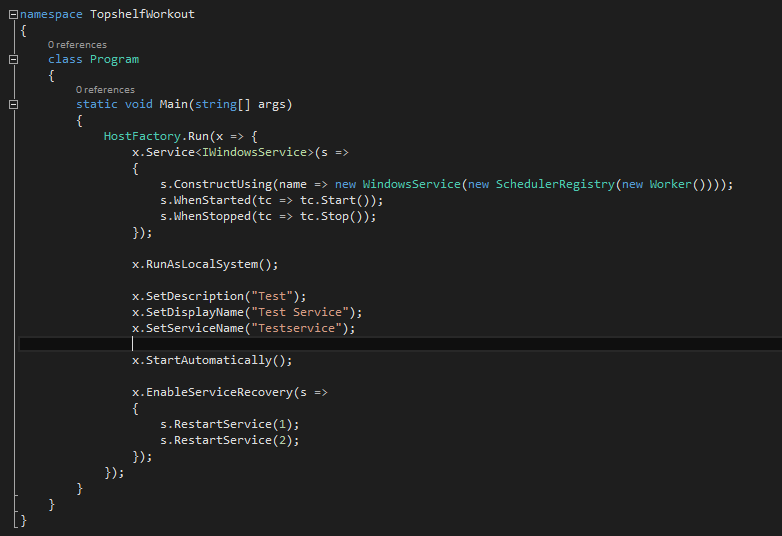 namespace TopshelfWorkout
{
0 references
class Program
{
0 references
static void Main(string[] args)
{
HostFactory.Run(x => {
x.Service<IWindowsService>(s =>
{
s.ConstructUsing(name => new WindowsService(new SchedulerRegistry(new Worker())));
s.WhenStarted(tc => tc.Start());
s.WhenStopped(tc => tc.Stop());
});
x.RunAsLocalSystem();
x.SetDescription("Test");
x.SetDisplayName("Test Service");
x.SetServiceName("Testservice");
x.StartAutomatically();
x.EnableServiceRecovery(s =>
{
s.RestartService(1);
s.RestartService(2);
});
});
}
}
}